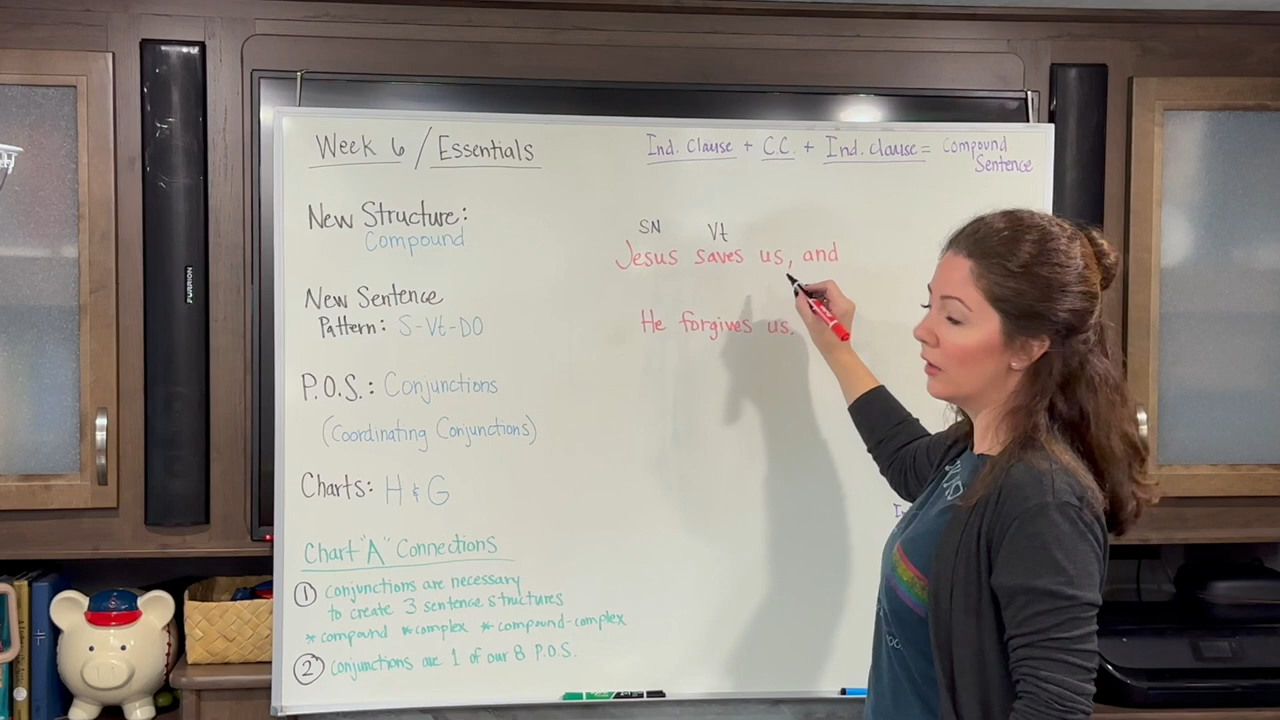 Week 6 / Essentials
Ind. Clause + C.C. + Ind. clause = Compound
Sentence
New Structure:
Compound
SN Vt
Jesus saves us, and
He forgives us.
New Sentence
Pattern: S-Vt-DO
P.O.S.: Conjunctions
(Coordinating Conjunctions)
Charts: H & G
Chart "A" Connections
① conjunctions are necessary
to create 3 sentence structures
* compound * complex * compound-complex
② conjunctions are 1 of our 8 P.O.S.
FURRION